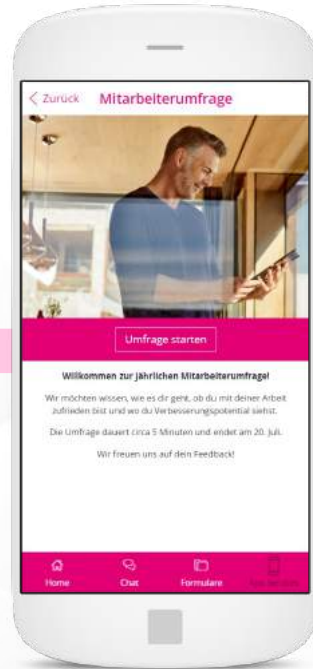 Zurück
Mitarbeiterumfrage
Umfrage starten
Willkommen zur jährlichen Mitarbeiterumfrage!
Wir möchten wissen, wie es dir geht, ob du mit deiner Arbeit
zufrieden bist und wo du Verbesserungspotential siehst.
Die Umfrage dauert circa 5 Minuten und endet am 20. Juli.
Wir freuen uns auf dein Feedback!
Home
Chat
Formulare